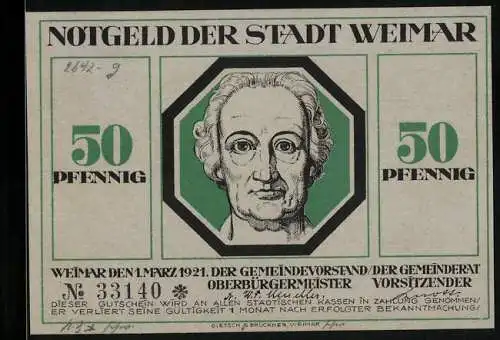 NOTGELD DER STADT WEIMAR
2642-g
50
PFENNIG
50
PFENNIG
WEIMAR DEN 1. MÄRZ 1921. DER GEMEINDEVORSTAND / DER GEMEINDERAT
OBERBÜRGERMEISTER VORSITZENDER
№ 33140 *
DIESER GUTSCHEIN WIRD AN ALLEN STÄDTISCHEN KASSEN IN ZAHLUNG GENOMMEN /
ER VERLIERT SEINE GÜLTIGKEIT 1 MONAT NACH ERFOLGTER BEKANNTMACHUNG /
DIETSCH & BRÜCKNER, WEIMAR